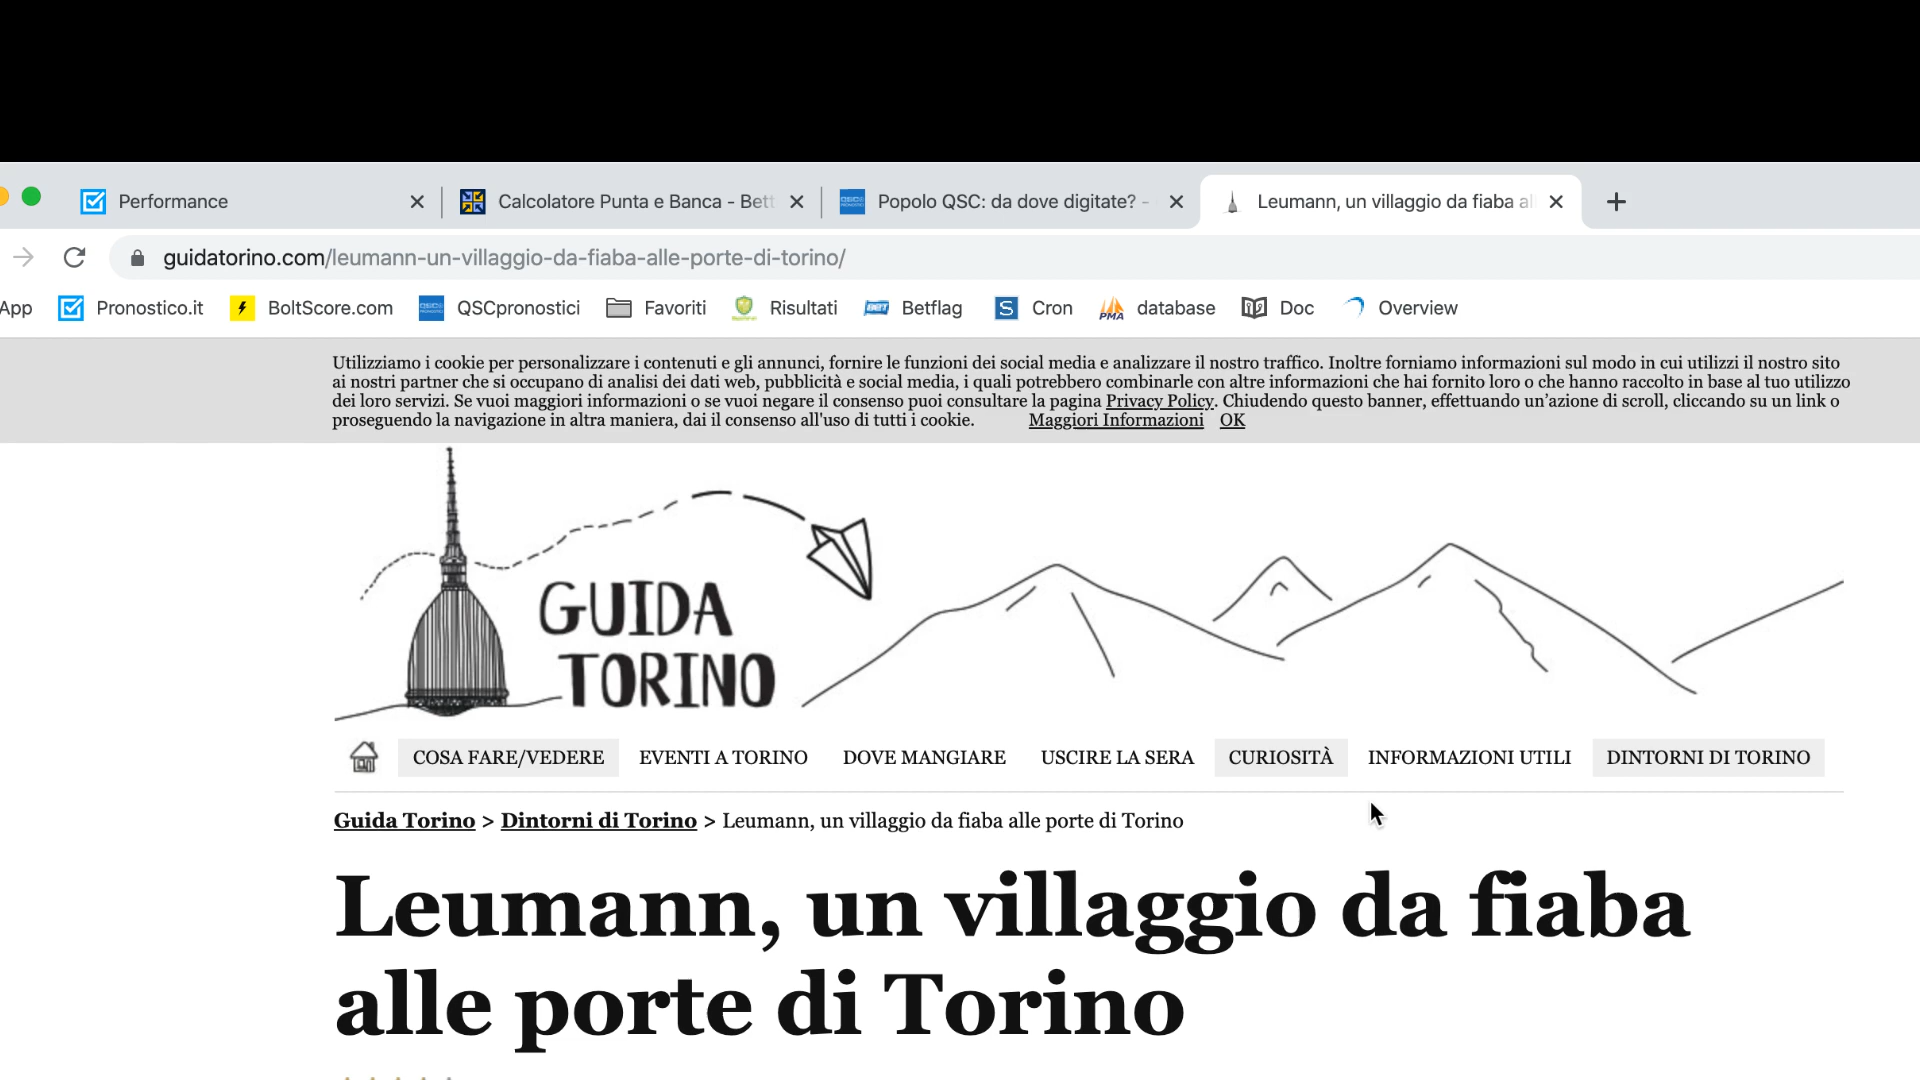 Performance
Calcolatore Punta e Banca - Bett
Popolo QSC: da dove digitate? -
Leumann, un villaggio da fiaba al
guidatorino.com/leumann-un-villaggio-da-fiaba-alle-porte-di-torino/
App
Pronostico.it
BoltScore.com
QSCpronostici
Favoriti
Risultati
Betflag
Cron
PMA
database
Doc
Overview
Utilizziamo i cookie per personalizzare i contenuti e gli annunci, fornire le funzioni dei social media e analizzare il nostro traffico. Inoltre forniamo informazioni sul modo in cui utilizzi il nostro sito
ai nostri partner che si occupano di analisi dei dati web, pubblicità e social media, i quali potrebbero combinarle con altre informazioni che hai fornito loro o che hanno raccolto in base al tuo utilizzo
dei loro servizi. Se vuoi maggiori informazioni o se vuoi negare il consenso puoi consultare la pagina Privacy Policy. Chiudendo questo banner, effettuando un’azione di scroll, cliccando su un link o
proseguendo la navigazione in altra maniera, dai il consenso all'uso di tutti i cookie. Maggiori Informazioni OK
GUIDA
TORINO
COSA FARE/VEDERE
EVENTI A TORINO
DOVE MANGIARE
USCIRE LA SERA
CURIOSITÀ
INFORMAZIONI UTILI
DINTORNI DI TORINO
Guida Torino > Dintorni di Torino > Leumann, un villaggio da fiaba alle porte di Torino
Leumann, un villaggio da fiaba
alle porte di Torino